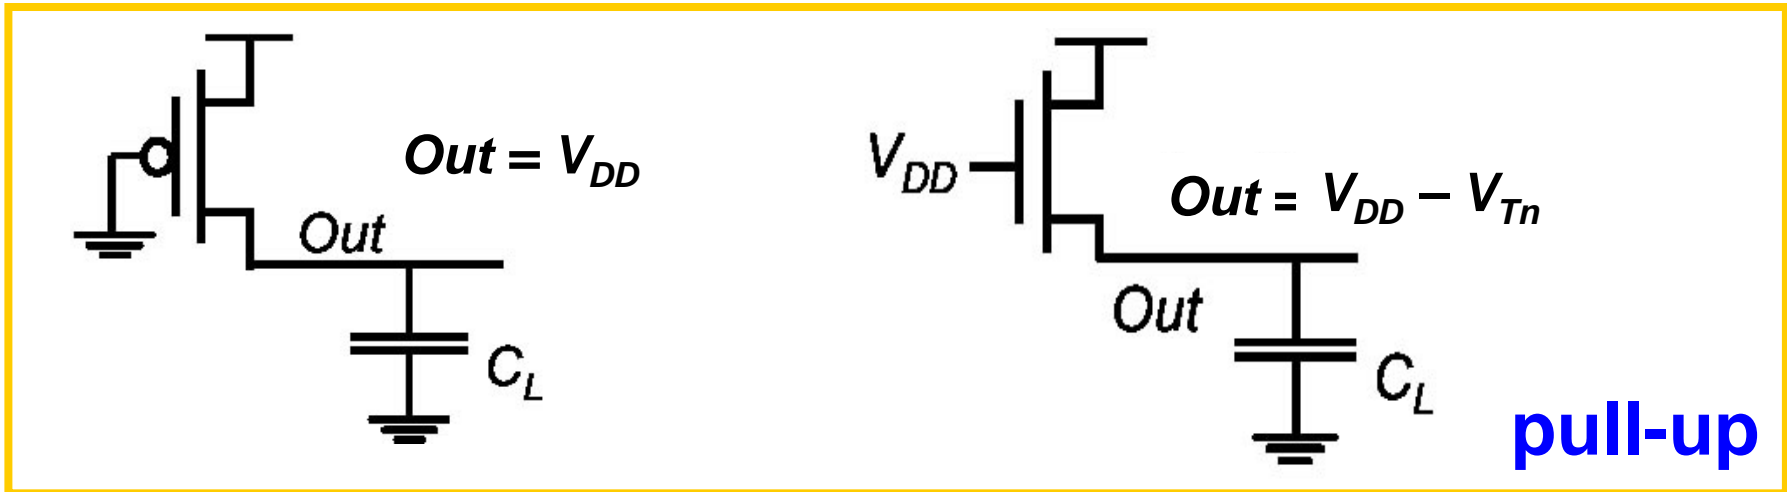 Out = V_DD
Out
C_L
V_DD
Out = V_DD – V_Tn
Out
C_L
pull-up